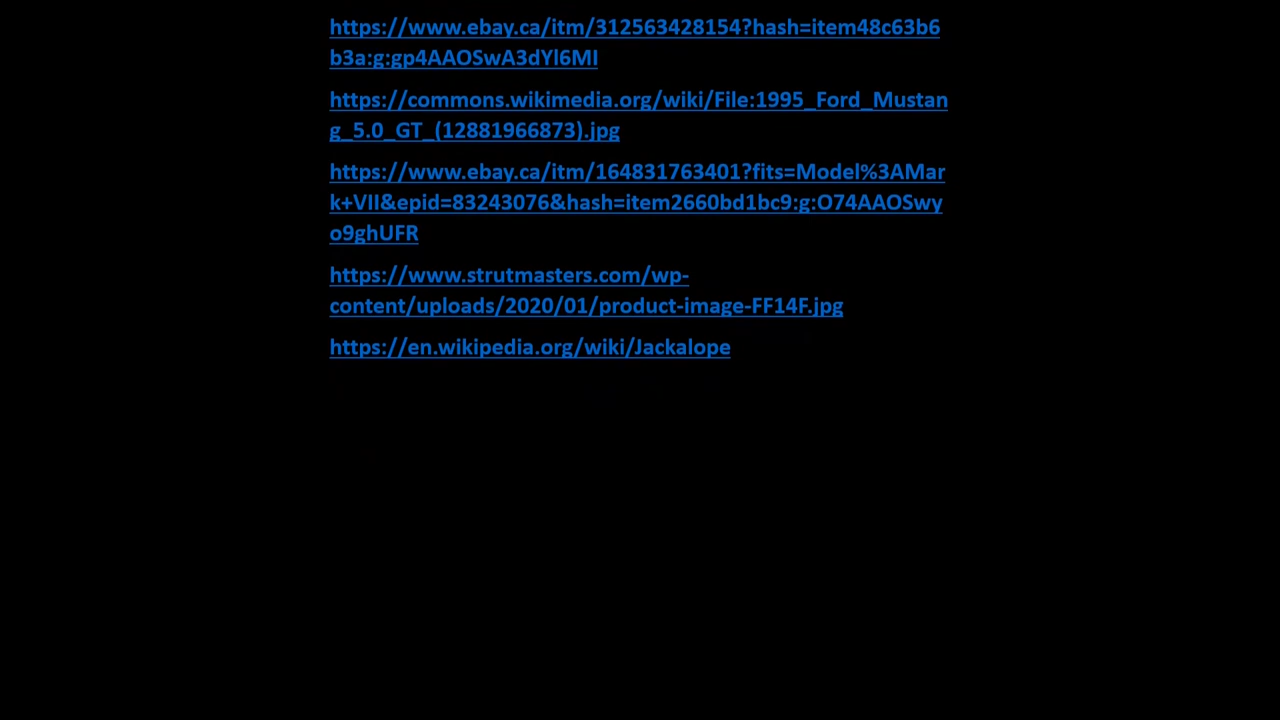 https://www.ebay.ca/itm/312563428154?hash=item48c63b6
b3a:g:gp4AAOSwA3dYl6MI
https://commons.wikimedia.org/wiki/File:1995_Ford_Mustan
g_5.0_GT_(12881966873).jpg
https://www.ebay.ca/itm/164831763401?fits=Model%3AMar
k+VII&epid=83243076&hash=item2660bd1bc9:g:O74AAOSwy
o9ghUFR
https://www.strutmasters.com/wp-
content/uploads/2020/01/product-image-FF14F.jpg
https://en.wikipedia.org/wiki/Jackalope